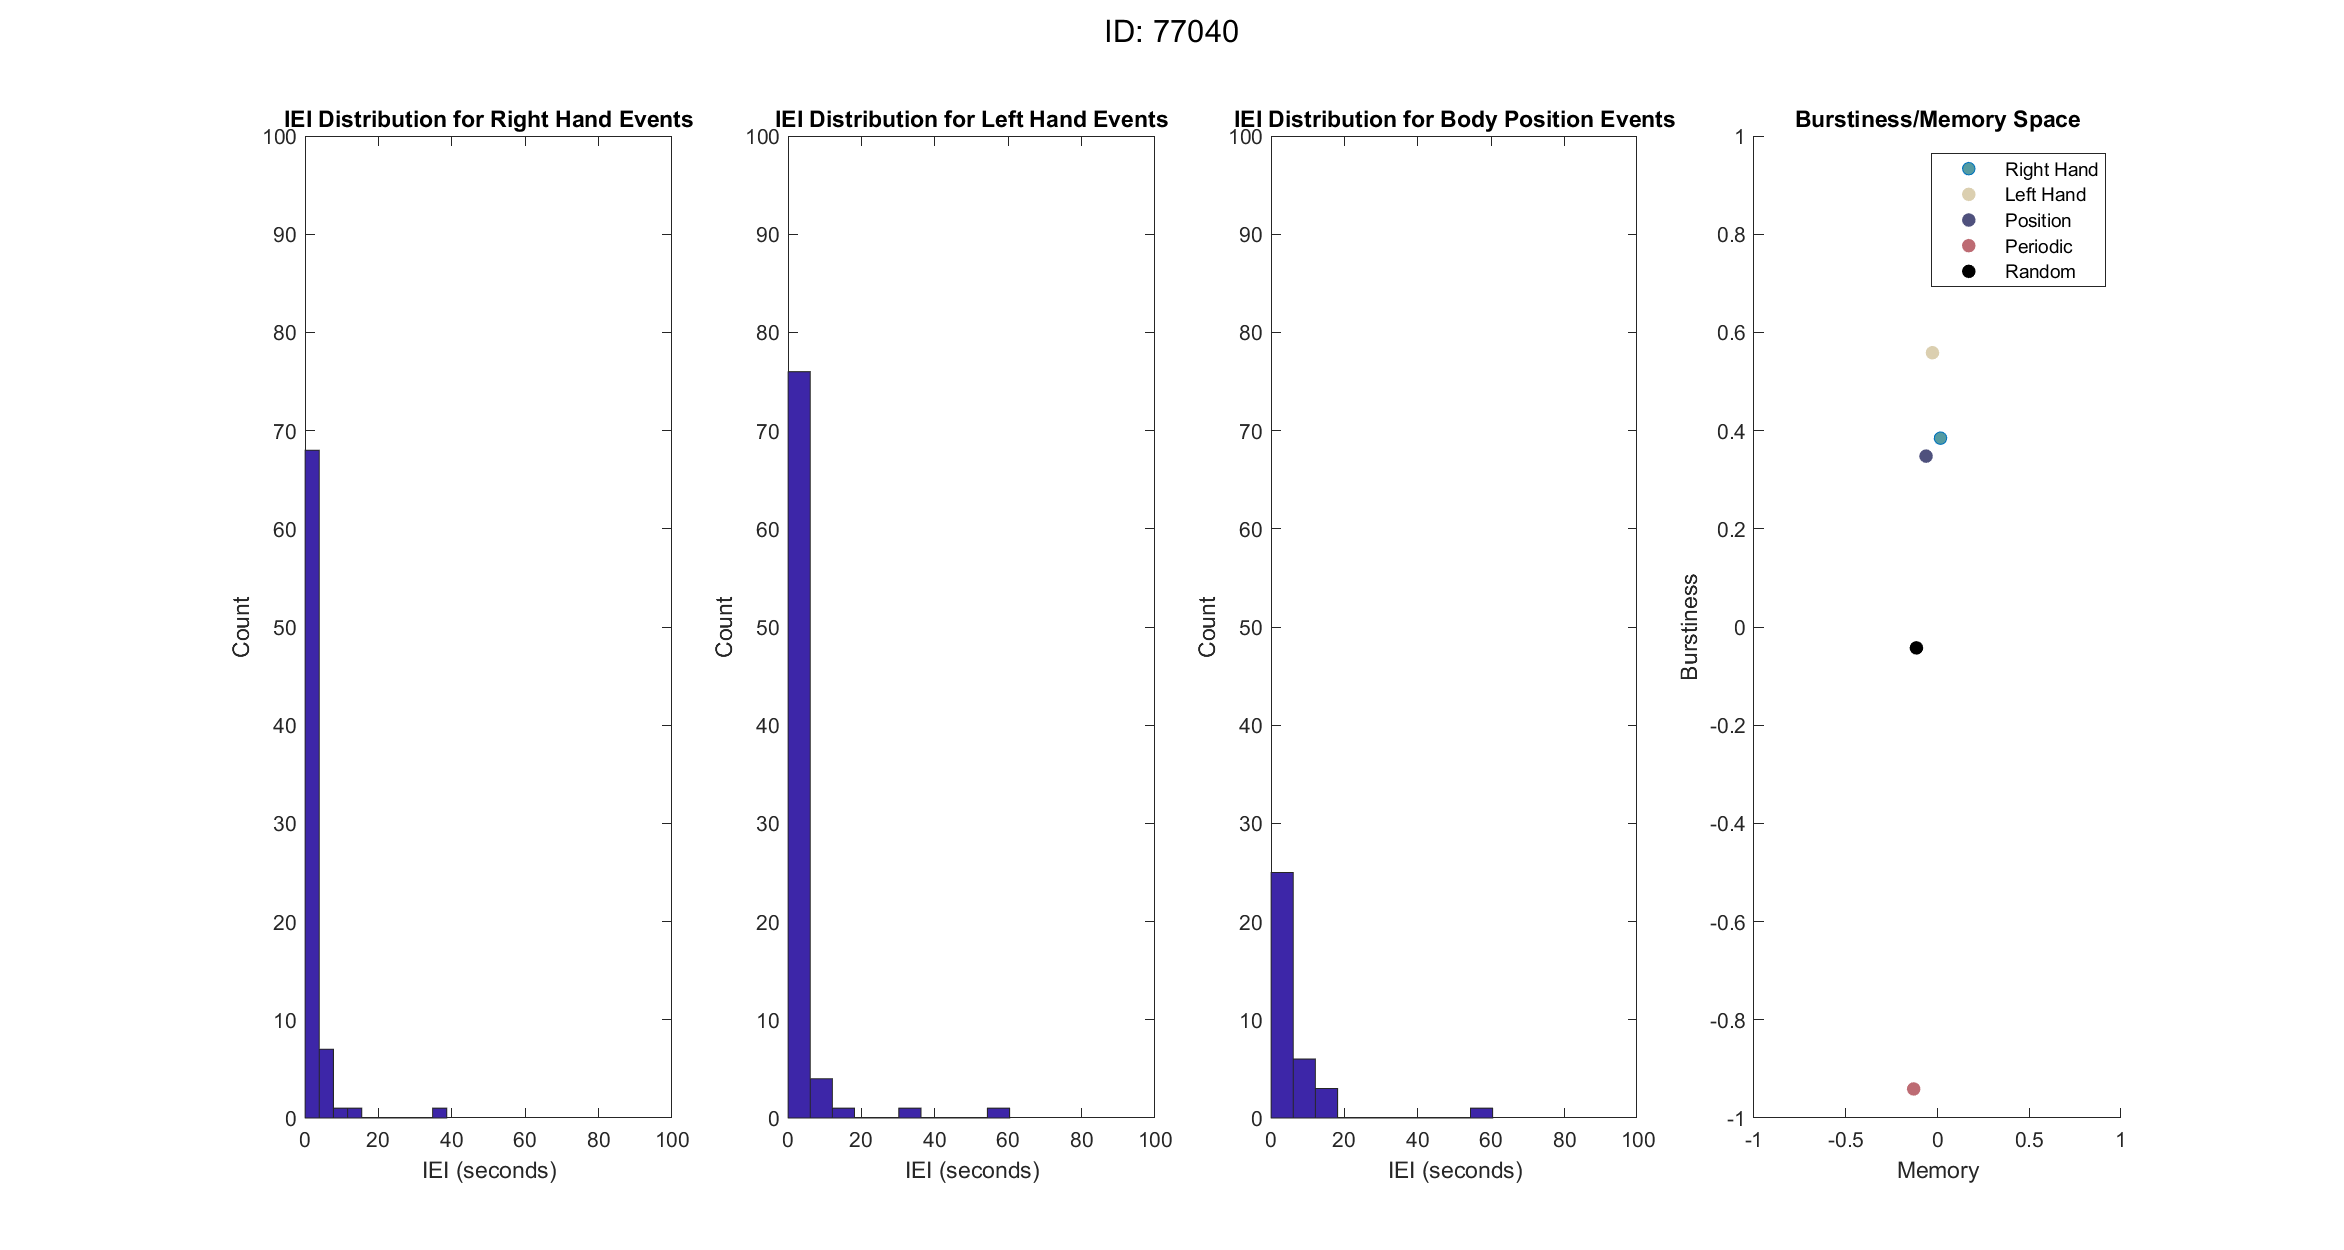 ID: 77040
IEI Distribution for Right Hand Events
100
90
80
70
60
50
40
30
20
10
0
Count
0 20 40 60 80 100
IEI (seconds)
IEI Distribution for Left Hand Events
100
90
80
70
60
50
40
30
20
10
0
Count
0 20 40 60 80 100
IEI (seconds)
IEI Distribution for Body Position Events
100
90
80
70
60
50
40
30
20
10
0
Count
0 20 40 60 80 100
IEI (seconds)
Burstiness/Memory Space
1
0.8
0.6
0.4
0.2
0
-0.2
-0.4
-0.6
-0.8
-1
Burstiness
Right Hand
Left Hand
Position
Periodic
Random
-1 -0.5 0 0.5 1
Memory